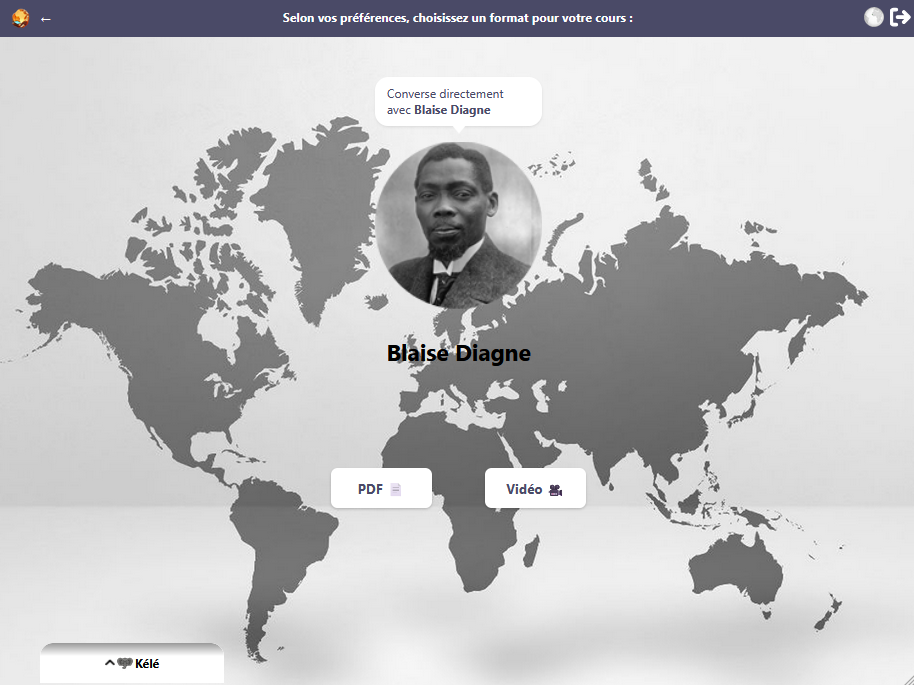 Selon vos préférences, choisissez un format pour votre cours :
Converse directement
avec Blaise Diagne
Blaise Diagne
PDF
Vidéo
Kélé